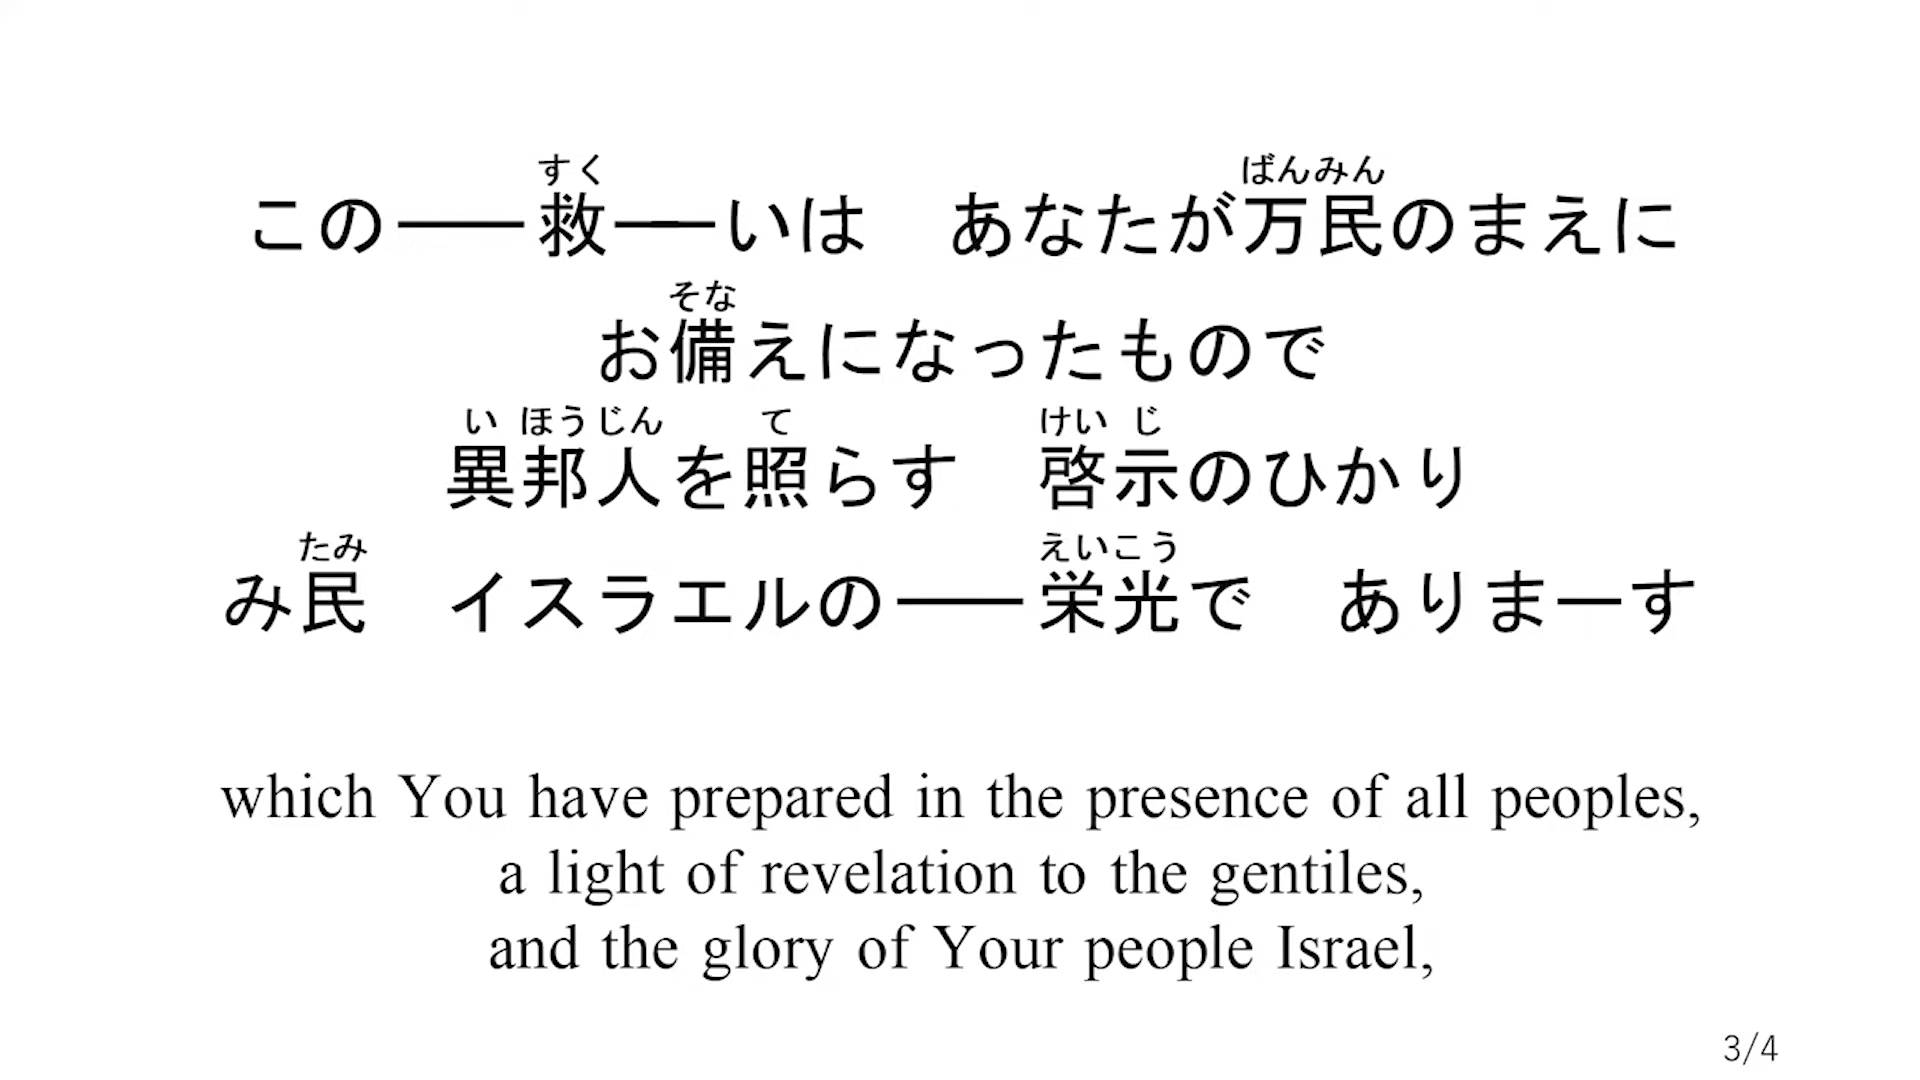 すく ばんみん
この――救――いは　あなたが万民のまえに
そな
お備えになったもので
い ほうじん て けい じ
異邦人を照らす　啓示のひかり
たみ えいこう
み民　イスラエルの――栄光で　ありまーす
which You have prepared in the presence of all peoples,
a light of revelation to the gentiles,
and the glory of Your people Israel,
3/4